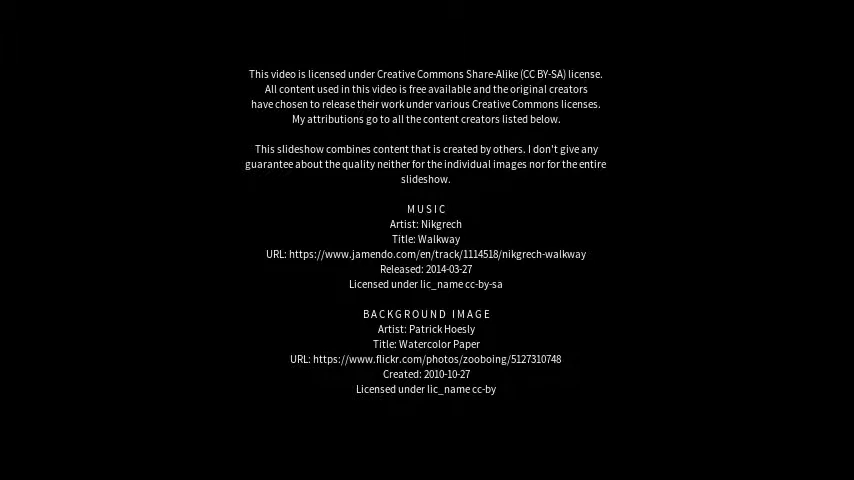 This video is licensed under Creative Commons Share-Alike (CC BY-SA) license.
All content used in this video is free available and the original creators
have chosen to release their work under various Creative Commons licenses.
My attributions go to all the content creators listed below.
This slideshow combines content that is created by others. I don't give any
guarantee about the quality neither for the individual images nor for the entire
slideshow.
MUSIC
Artist: Nikgrech
Title: Walkway
URL: https://www.jamendo.com/en/track/1114518/nikgrech-walkway
Released: 2014-03-27
Licensed under lic_name cc-by-sa
BACKGROUND IMAGE
Artist: Patrick Hoesly
Title: Watercolor Paper
URL: https://www.flickr.com/photos/zooboing/5127310748
Created: 2010-10-27
Licensed under lic_name cc-by